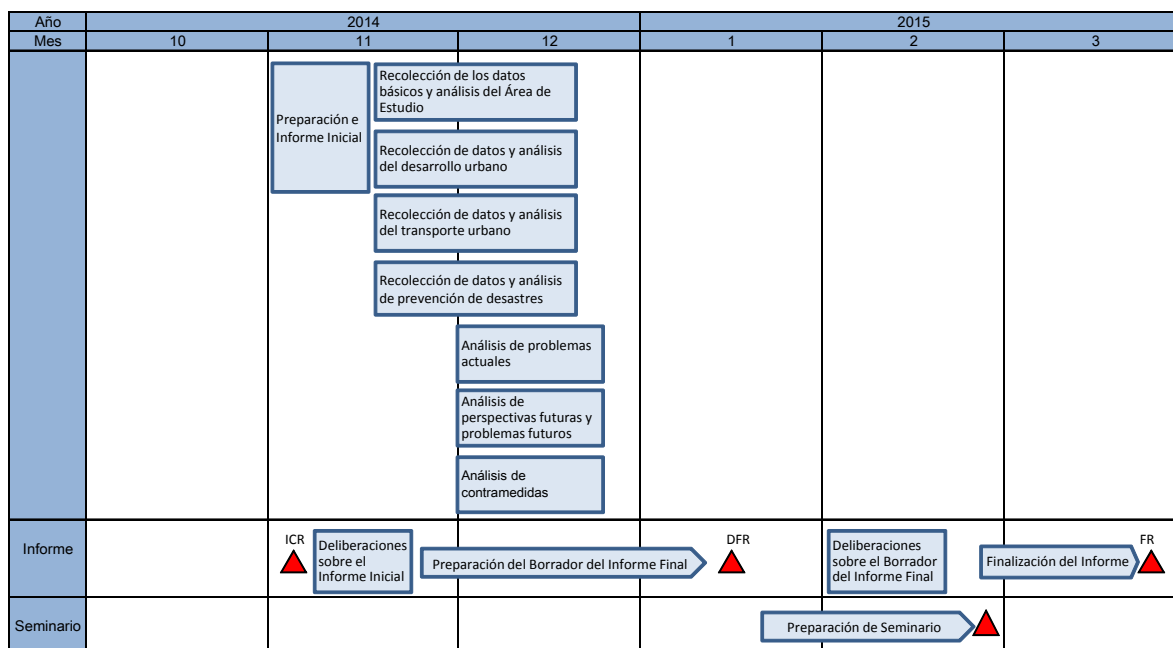 Año 2014 2015
Mes 10 11 12 1 2 3
Preparación e
Informe Inicial
Recolección de los datos
básicos y análisis del Área de
Estudio
Recolección de datos y análisis
del desarrollo urbano
Recolección de datos y análisis
del transporte urbano
Recolección de datos y análisis
de prevención de desastres
Análisis de problemas
actuales
Análisis de
perspectivas futuras y
problemas futuros
Análisis de
contramedidas
Informe
ICR
Deliberaciones
sobre el
Informe Inicial
Preparación del Borrador del Informe Final
DFR
Deliberaciones
sobre el Borrador
del Informe Final
Finalización del Informe
FR
Seminario
Preparación de Seminario